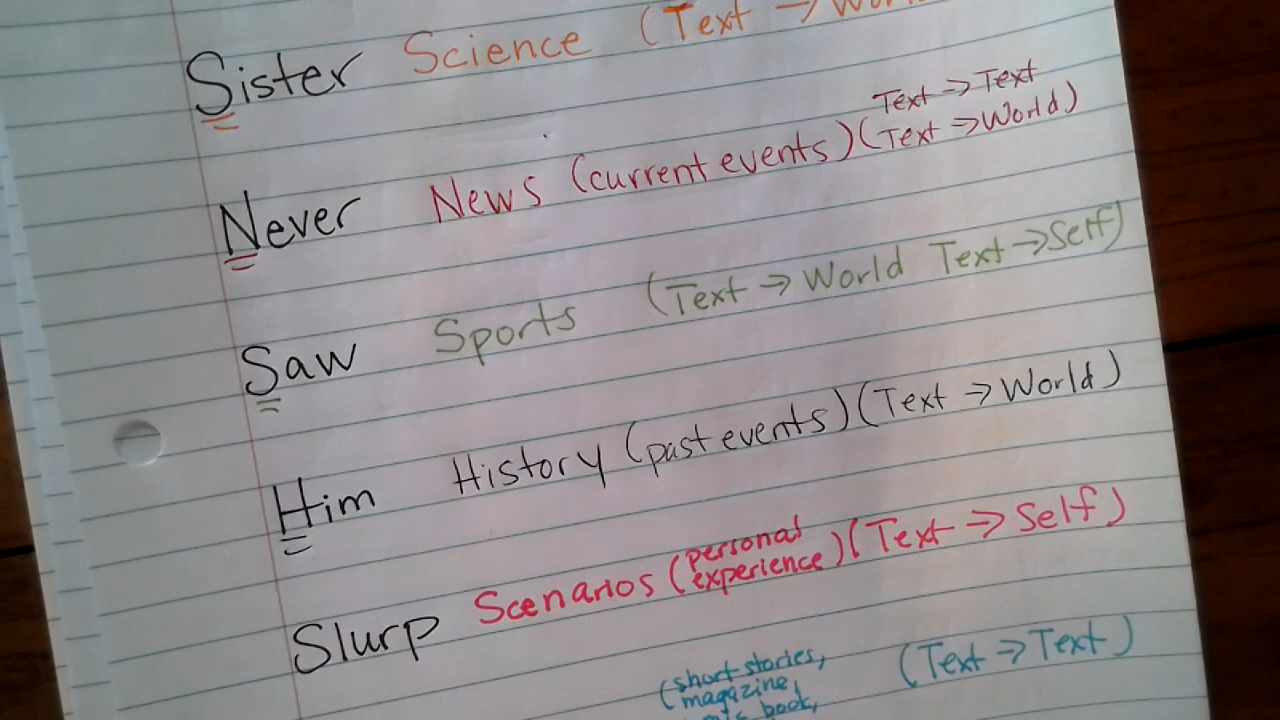 Sister Science (Text →
Never News (current events) (Text → Text
Text → World)
Saw Sports (Text → World Text → Self)
Him History (past events) (Text → World)
Slurp Scenarios (personal experience) (Text → Self)
(short stories, (Text → Text)
magazine,
book,